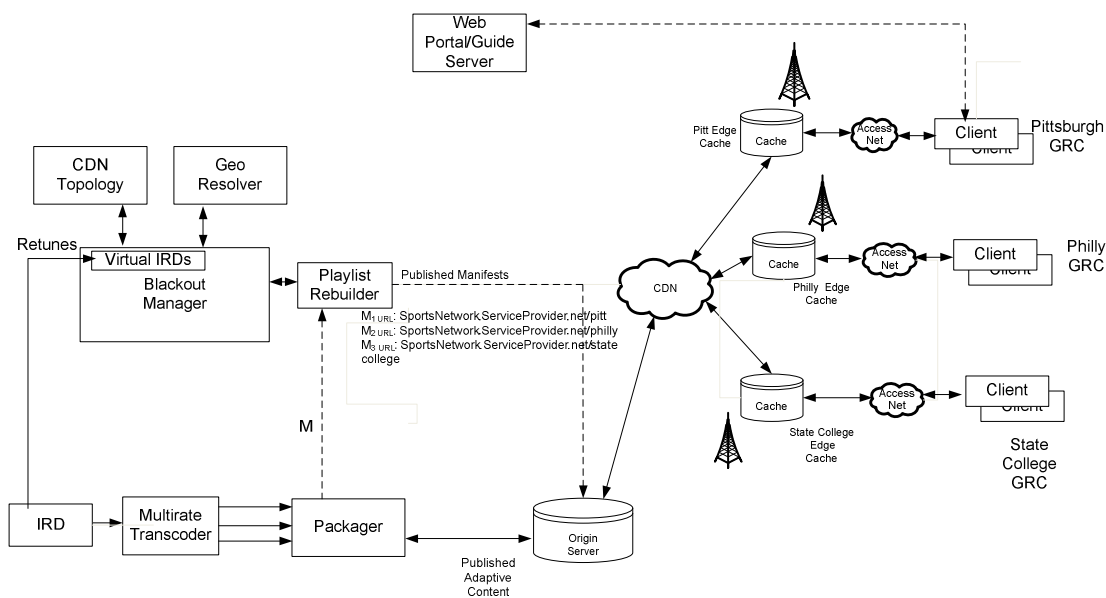 Web
Portal/Guide
Server
Pitt Edge
Cache
Cache
Access
Net
Client
Client
Pittsburgh
GRC
CDN
Topology
Geo
Resolver
Retunes
Virtual IRDs
Blackout
Manager
Playlist
Rebuilder
Published Manifests
M1 URL: SportsNetwork.ServiceProvider.net/pitt
M2 URL: SportsNetwork.ServiceProvider.net/philly
M3 URL: SportsNetwork.ServiceProvider.net/state
college
CDN
Cache
Philly Edge
Cache
Access
Net
Client
Client
Philly
GRC
Cache
State College
Edge
Cache
Access
Net
Client
Client
State
College
GRC
M
IRD
Multirate
Transcoder
Packager
Published
Adaptive
Content
Origin
Server